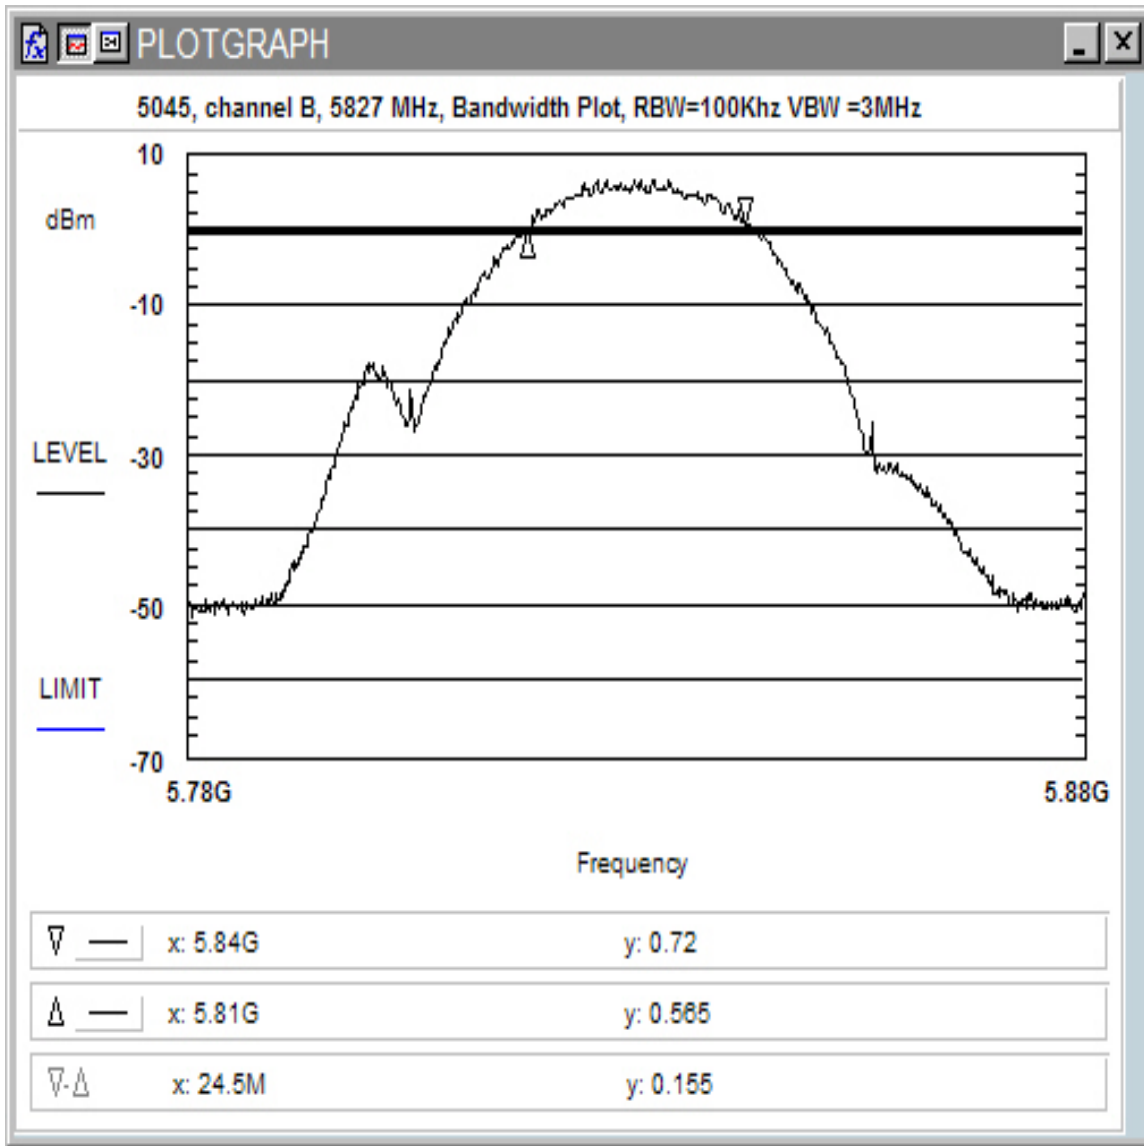 PLOTGRAPH
5045, channel B, 5827 MHz, Bandwidth Plot, RBW=100Khz VBW =3MHz
10
dBm
-10
LEVEL
-30
-50
LIMIT
-70
5.78G 5.88G
Frequency
x: 5.84G y: 0.72
x: 5.81G y: 0.565
x: 24.5M y: 0.155